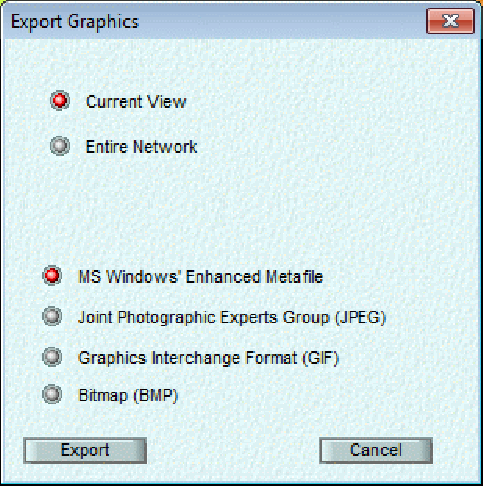 Export Graphics
Current View
Entire Network
MS Windows' Enhanced Metafile
Joint Photographic Experts Group (JPEG)
Graphics Interchange Format (GIF)
Bitmap (BMP)
Export
Cancel